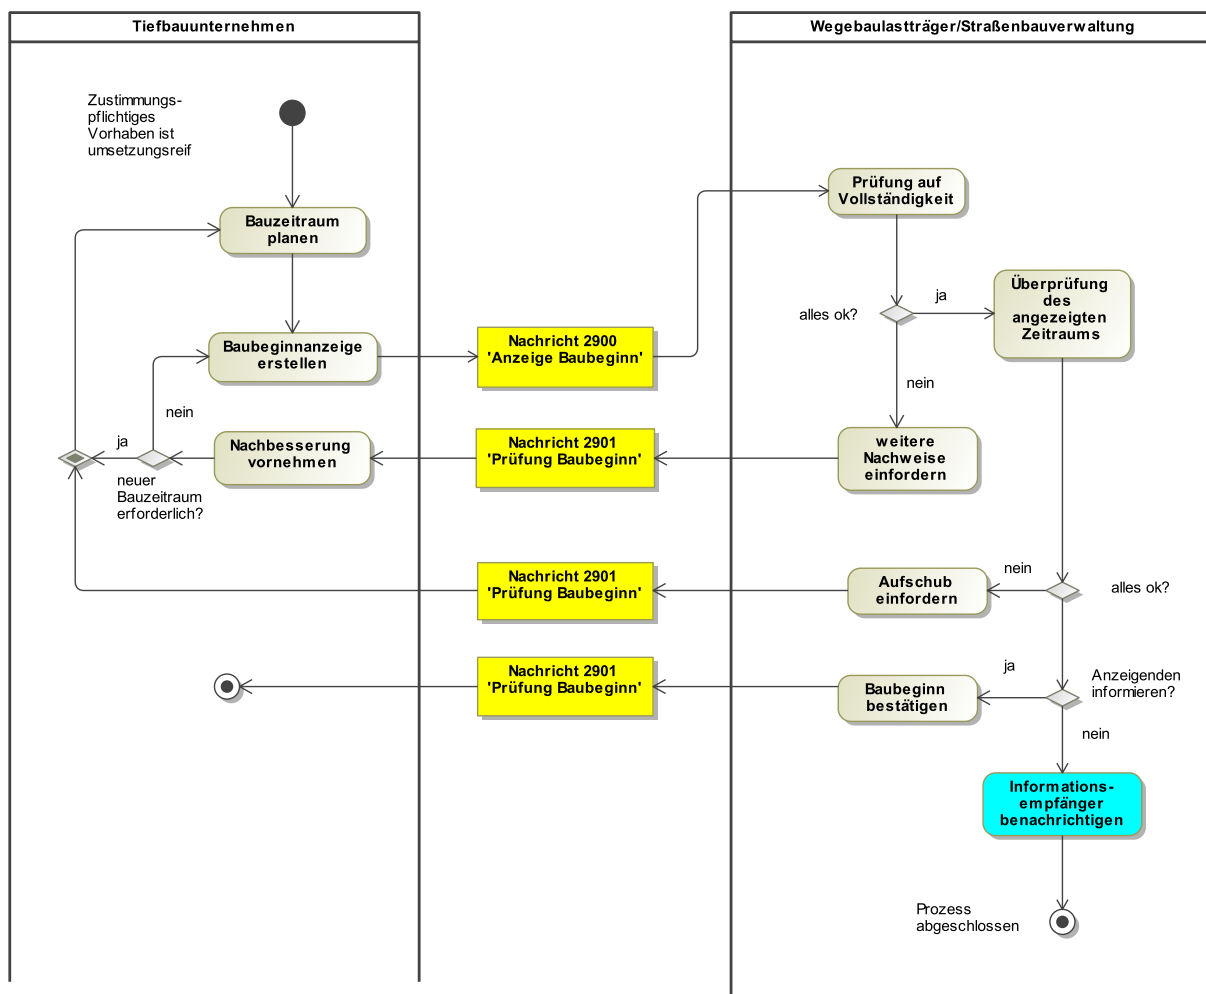 Tiefbauunternehmen
Wegebaulastträger/Straßenbauverwaltung
Zustimmungs-
pflichtiges
Vorhaben ist
umsetzungsreif
Bauzeitraum
planen
Baubeginnanzeige
erstellen
nein
ja
neuer
Bauzeitraum
erforderlich?
Nachbesserung
vornehmen
Nachricht 2900
'Anzeige Baubeginn'
Nachricht 2901
'Prüfung Baubeginn'
Nachricht 2901
'Prüfung Baubeginn'
Nachricht 2901
'Prüfung Baubeginn'
Prüfung auf
Vollständigkeit
alles ok?
ja
nein
Überprüfung
des
angezeigten
Zeitraums
weitere
Nachweise
einfordern
Aufschub
einfordern
nein
alles ok?
ja
Anzeigenden
informieren?
Baubeginn
bestätigen
nein
Informations-
empfänger
benachrichtigen
Prozess
abgeschlossen